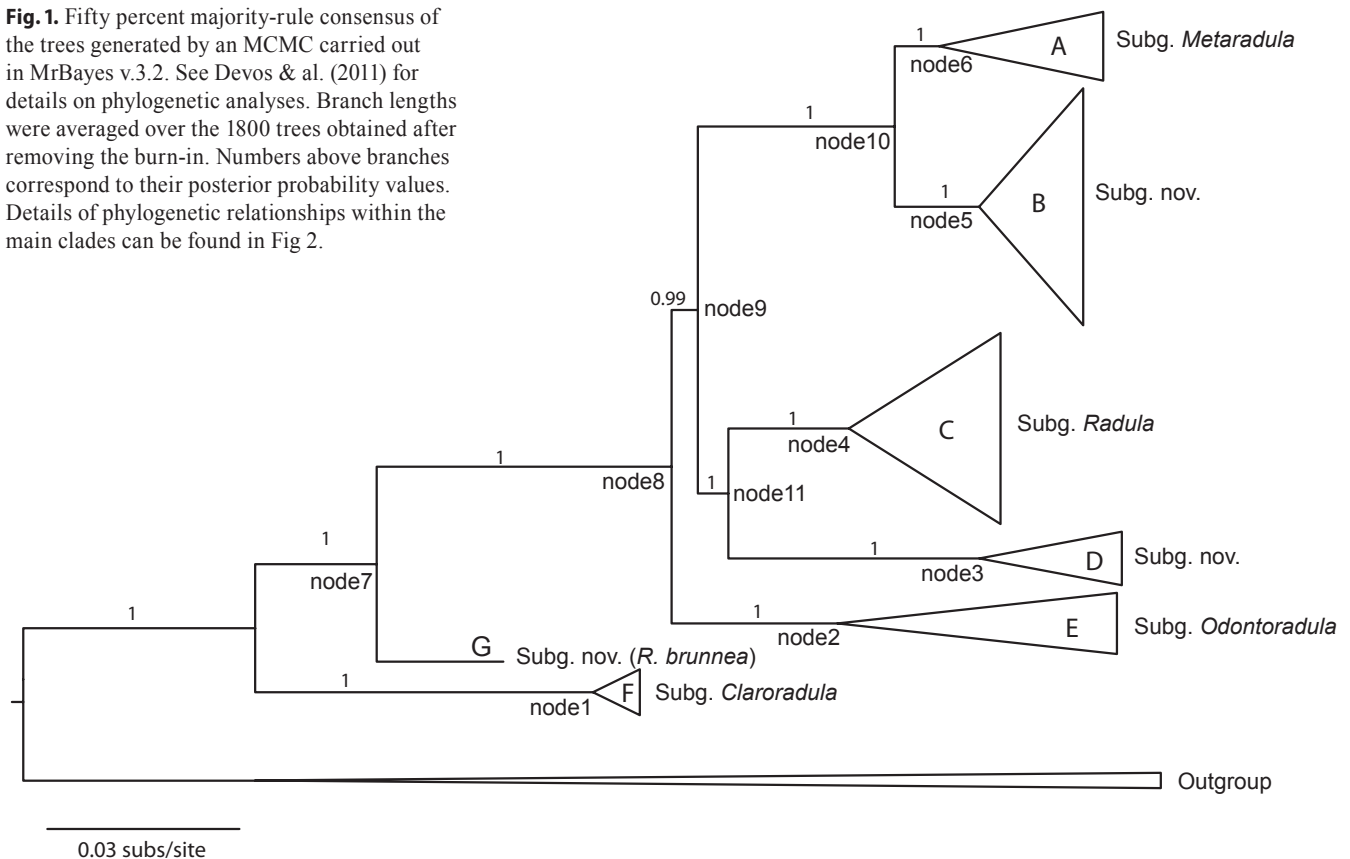 Fig. 1. Fifty percent majority-rule consensus of
the trees generated by an MCMC carried out
in MrBayes v.3.2. See Devos & al. (2011) for
details on phylogenetic analyses. Branch lengths
were averaged over the 1800 trees obtained after
removing the burn-in. Numbers above branches
correspond to their posterior probability values.
Details of phylogenetic relationships within the
main clades can be found in Fig 2.
1
A
Subg. Metaradula
node6
1
node10
1
B
Subg. nov.
node5
0.99
node9
1
C
Subg. Radula
node4
1
node8
1
node11
1
D
Subg. nov.
node3
1
node7
1
E
Subg. Odontoradula
node2
1
G
Subg. nov. (R. brunnea)
1
F
Subg. Claroradula
node1
Outgroup
0.03 subs/site